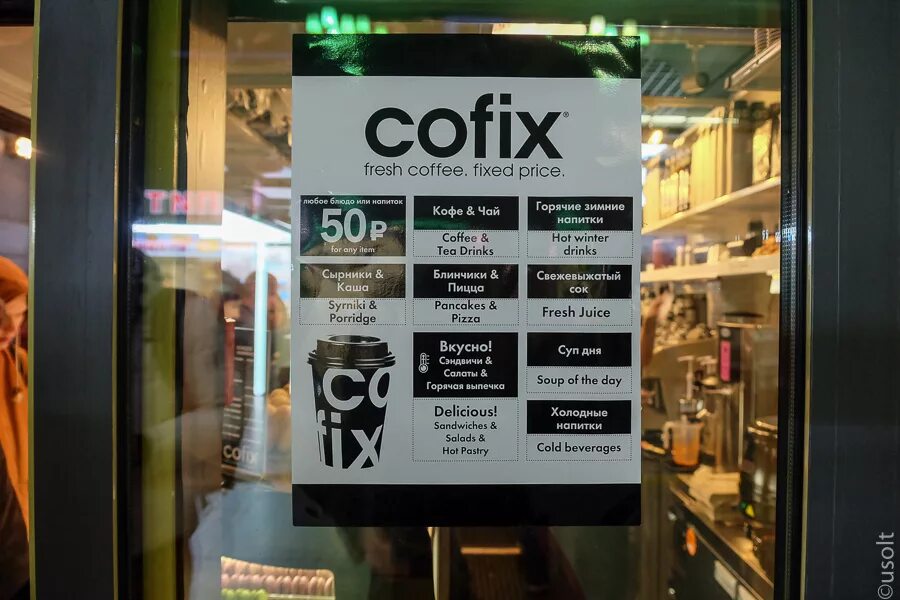 cofix®
fresh coffee. fixed price.
любое блюдо или напиток
50₽
for any item
Кофе & Чай
Coffee &
Tea Drinks
Горячие зимние
напитки
Hot winter
drinks
Сырники &
Каша
Syrniki &
Porridge
Блинчики &
Пицца
Pancakes &
Pizza
Свежевыжатый
сок
Fresh Juice
Вкусно!
Сэндвичи &
Салаты &
Горячая выпечка
Delicious!
Sandwiches &
Salads &
Hot Pastry
Суп дня
Soup of the day
Холодные
напитки
Cold beverages
co
fix
cofix
©usolt